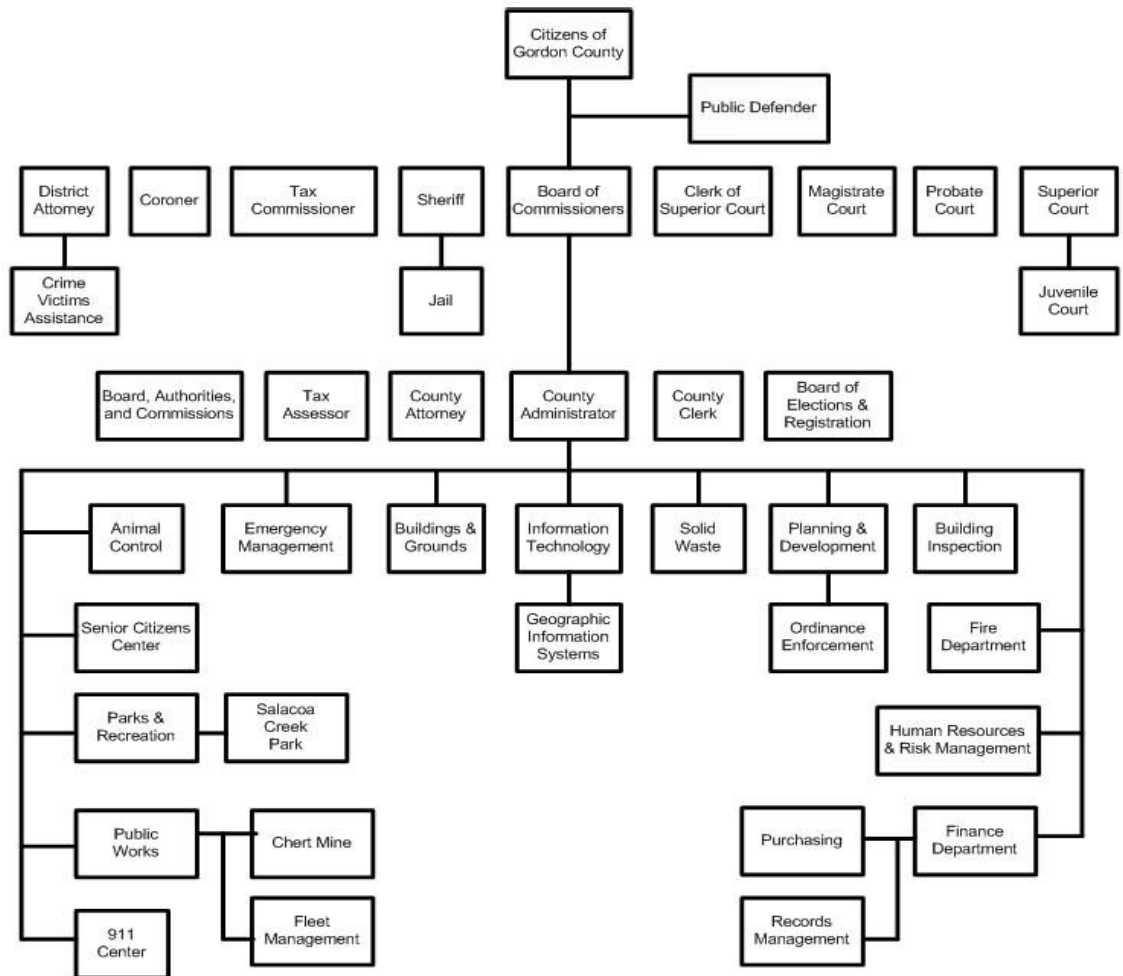 Citizens of
Gordon County
Public Defender
District
Attorney
Coroner
Tax
Commissioner
Sheriff
Board of
Commissioners
Clerk of
Superior Court
Magistrate
Court
Probate
Court
Superior
Court
Crime
Victims
Assistance
Jail
Juvenile
Court
Board, Authorities,
and Commissions
Tax
Assessor
County
Attorney
County
Administrator
County
Clerk
Board of
Elections &
Registration
Animal
Control
Emergency
Management
Buildings &
Grounds
Information
Technology
Solid
Waste
Planning &
Development
Building
Inspection
Senior Citizens
Center
Geographic
Information
Systems
Ordinance
Enforcement
Fire
Department
Parks &
Recreation
Salacoa
Creek
Park
Human Resources
& Risk Management
Public
Works
Chert Mine
Purchasing
Finance
Department
911
Center
Fleet
Management
Records
Management